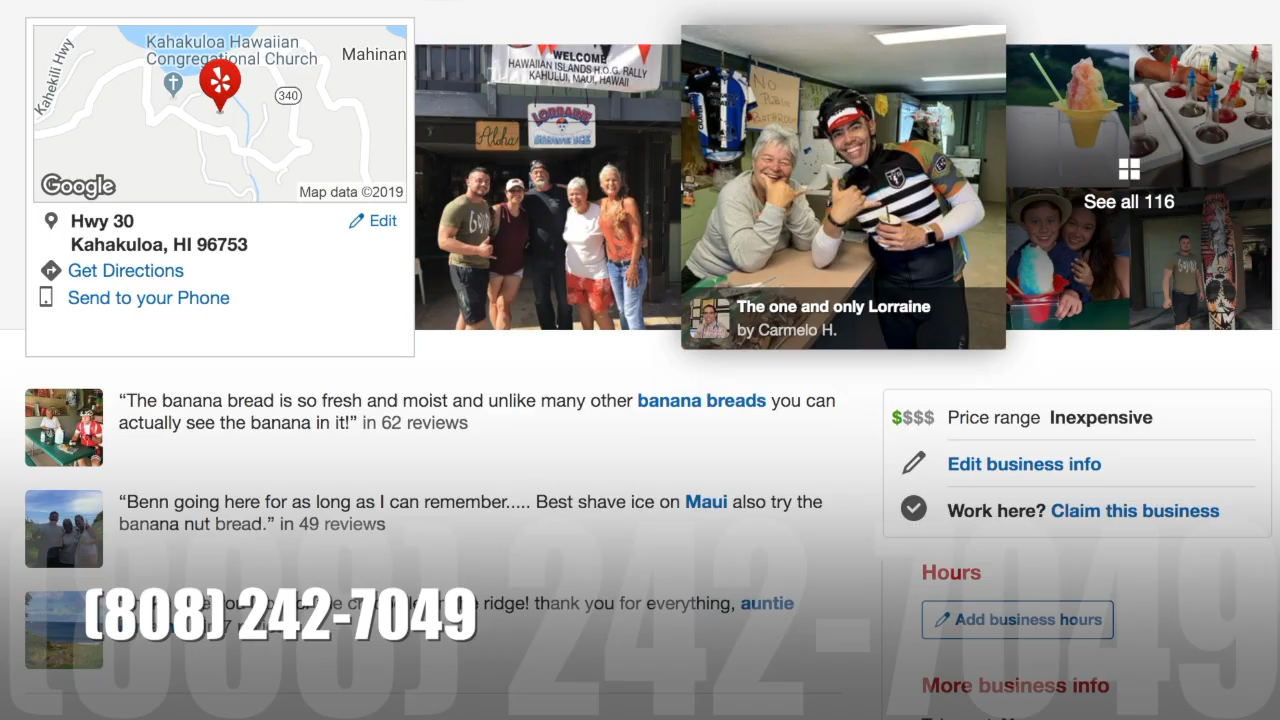 Kahekili Hwy
Kahakuloa Hawaiian
Congregational Church
Mahinan
340
Google
Map data ©2019
Hwy 30
Edit
Kahakuloa, HI 96753
Get Directions
Send to your Phone
WELCOME
HAWAIIAN ISLANDS H.O.G. RALLY
KAHULUI, MAUI, HAWAII
Aloha
LORRAINE'S
SHAVE ICE
No
Public
Bathroom
The one and only Lorraine
by Carmelo H.
See all 116
“The banana bread is so fresh and moist and unlike many other banana breads you can
actually see the banana in it!” in 62 reviews
“Benn going here for as long as I can remember..... Best shave ice on Maui also try the
banana nut bread.” in 49 reviews
ridge! thank you for everything, auntie
(808) 242-7049
$$$$ Price range Inexpensive
Edit business info
Work here? Claim this business
Hours
Add business hours
More business info
(808) 242-7049